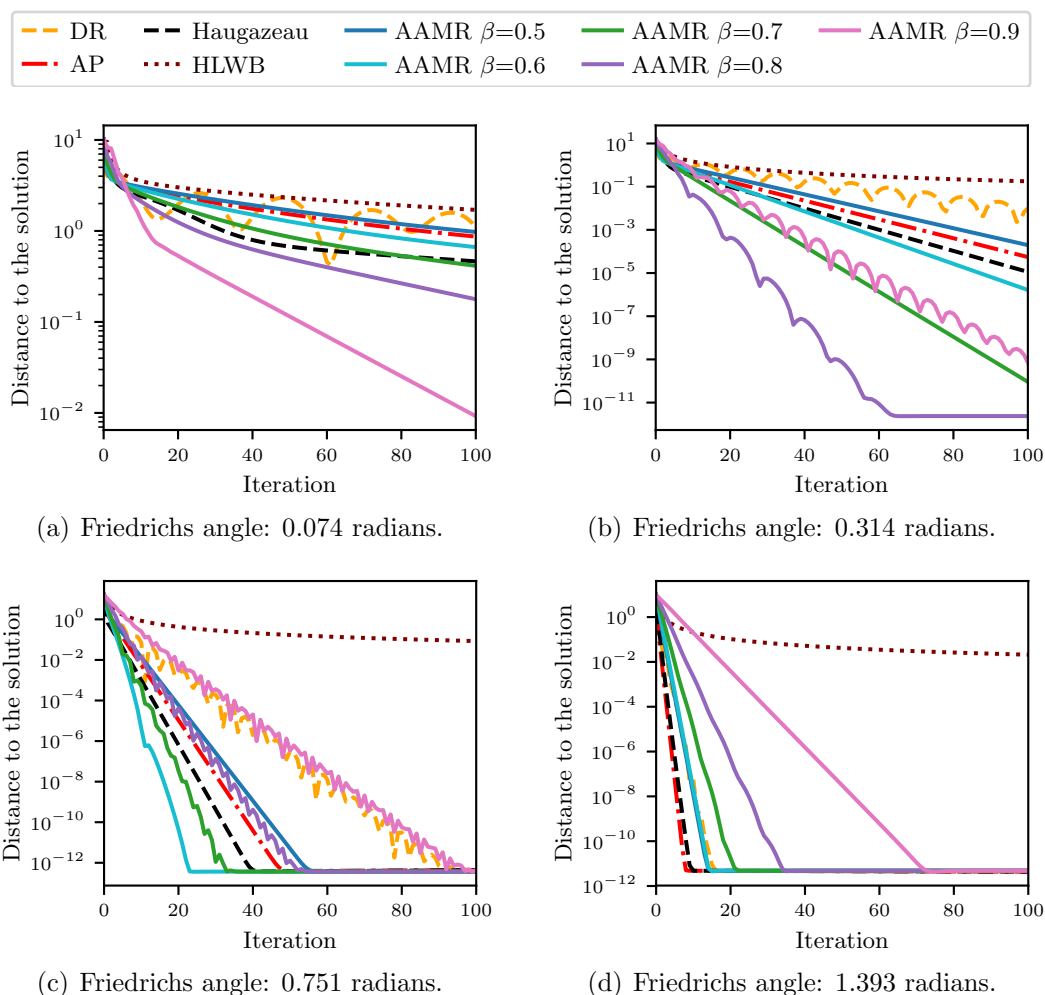 DR
AP
Haugazeau
HLWB
AAMR β=0.5
AAMR β=0.6
AAMR β=0.7
AAMR β=0.8
AAMR β=0.9
Distance to the solution
10^1
10^0
10^-1
10^-2
0 20 40 60 80 100
Iteration
(a) Friedrichs angle: 0.074 radians.
Distance to the solution
10^1
10^-1
10^-3
10^-5
10^-7
10^-9
10^-11
0 20 40 60 80 100
Iteration
(b) Friedrichs angle: 0.314 radians.
Distance to the solution
10^0
10^-2
10^-4
10^-6
10^-8
10^-10
10^-12
0 20 40 60 80 100
Iteration
(c) Friedrichs angle: 0.751 radians.
Distance to the solution
10^0
10^-2
10^-4
10^-6
10^-8
10^-10
10^-12
0 20 40 60 80 100
Iteration
(d) Friedrichs angle: 1.393 radians.